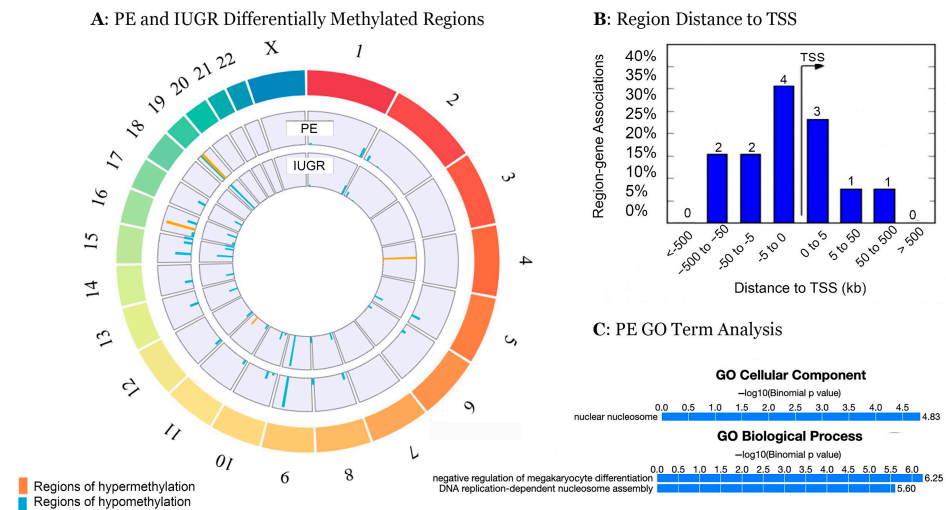 A: PE and IUGR Differentially Methylated Regions
X
1
2
3
4
5
6
7
8
9
10
11
12
13
14
15
16
17
18
19
20
21
22
PE
IUGR
Regions of hypermethylation
Regions of hypomethylation
B: Region Distance to TSS
Region-gene Associations
40%
35%
30%
25%
20%
15%
10%
5%
0%
TSS
0
2
2
4
3
1
1
0
<-500
-500 to -50
-50 to -5
-5 to 0
0 to 5
5 to 50
50 to 500
> 500
Distance to TSS (kb)
C: PE GO Term Analysis
GO Cellular Component
–log10(Binomial p value)
0.0 0.5 1.0 1.5 2.0 2.5 3.0 3.5 4.0 4.5
nuclear nucleosome 4.83
GO Biological Process
–log10(Binomial p value)
0.0 0.5 1.0 1.5 2.0 2.5 3.0 3.5 4.0 4.5 5.0 5.5 6.0
negative regulation of megakaryocyte differentiation 6.25
DNA replication-dependent nucleosome assembly 5.60